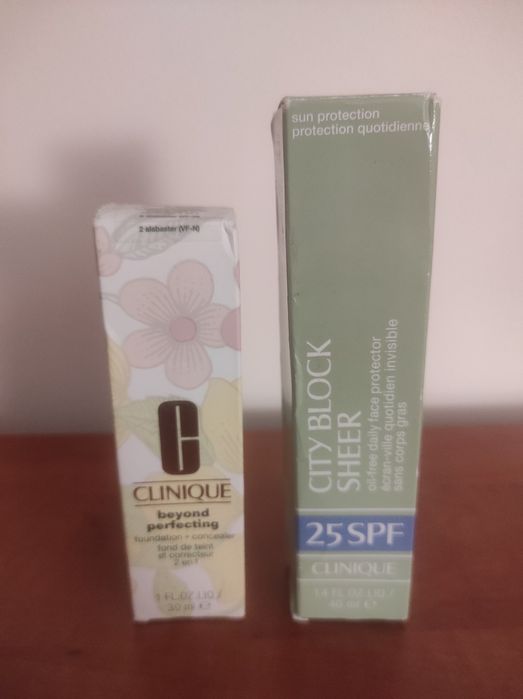 2 alabaster (VF-N)
CLINIQUE
beyond
perfecting
foundation + concealer
fond de teint
et correcteur
2 en 1
1 FL.OZ.LIQ./
30 ml e
sun protection
protection quotidienne
CITY BLOCK
SHEER
oil-free daily face protector
écran-ville quotidien invisible
sans corps gras
25 SPF
CLINIQUE
1.4 FL.OZ.LIQ./
40 ml e